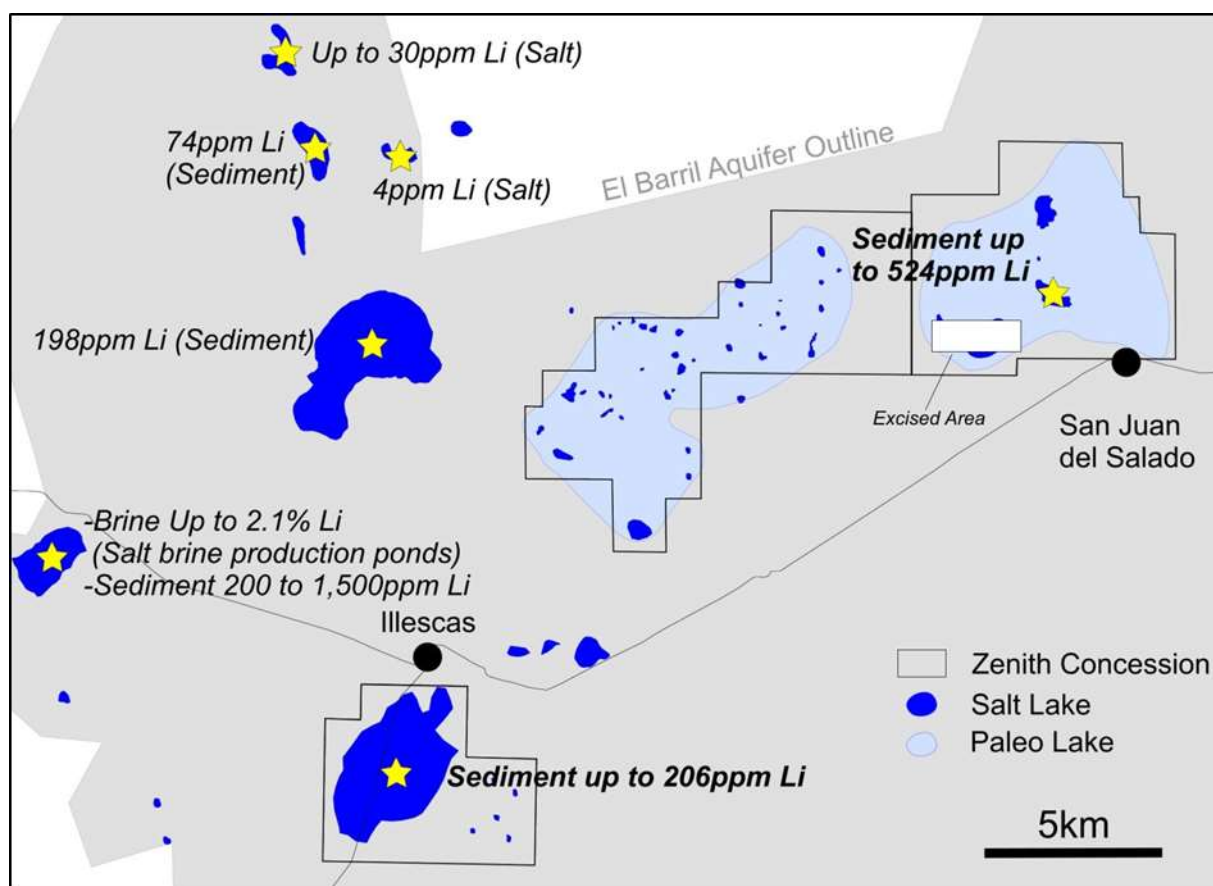 Up to 30ppm Li (Salt)
74ppm Li
(Sediment)
4ppm Li (Salt)
El Barril Aquifer Outline
Sediment up
to 524ppm Li
198ppm Li (Sediment)
Excised Area
San Juan
del Salado
-Brine Up to 2.1% Li
(Salt brine production ponds)
-Sediment 200 to 1,500ppm Li
Illescas
Zenith Concession
Salt Lake
Paleo Lake
Sediment up to 206ppm Li
5km